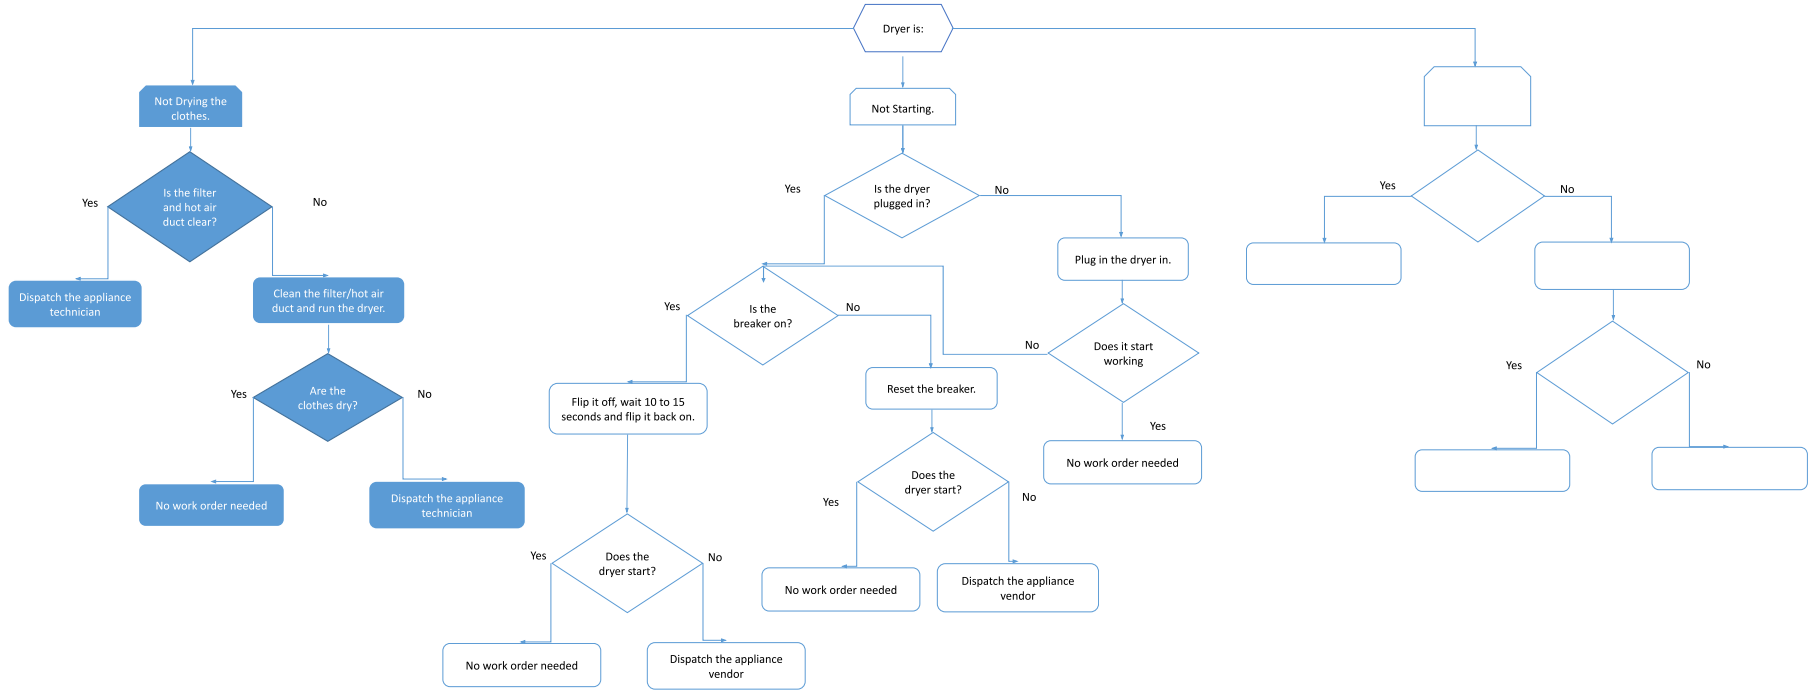 Dryer is:
Not Drying the
clothes.
Is the filter
and hot air
duct clear?
Yes
No
Dispatch the appliance
technician
Clean the filter/hot air
duct and run the dryer.
Are the
clothes dry?
Yes
No
No work order needed
Dispatch the appliance
technician
Not Starting.
Is the dryer
plugged in?
Yes
No
Plug in the dryer in.
Does it start
working
No
Yes
No work order needed
Is the
breaker on?
Yes
No
Flip it off, wait 10 to 15
seconds and flip it back on.
Does the
dryer start?
Yes
No
No work order needed
Dispatch the appliance
vendor
Reset the breaker.
Does the
dryer start?
Yes
No
No work order needed
Dispatch the appliance
vendor
Yes
No
Yes
No